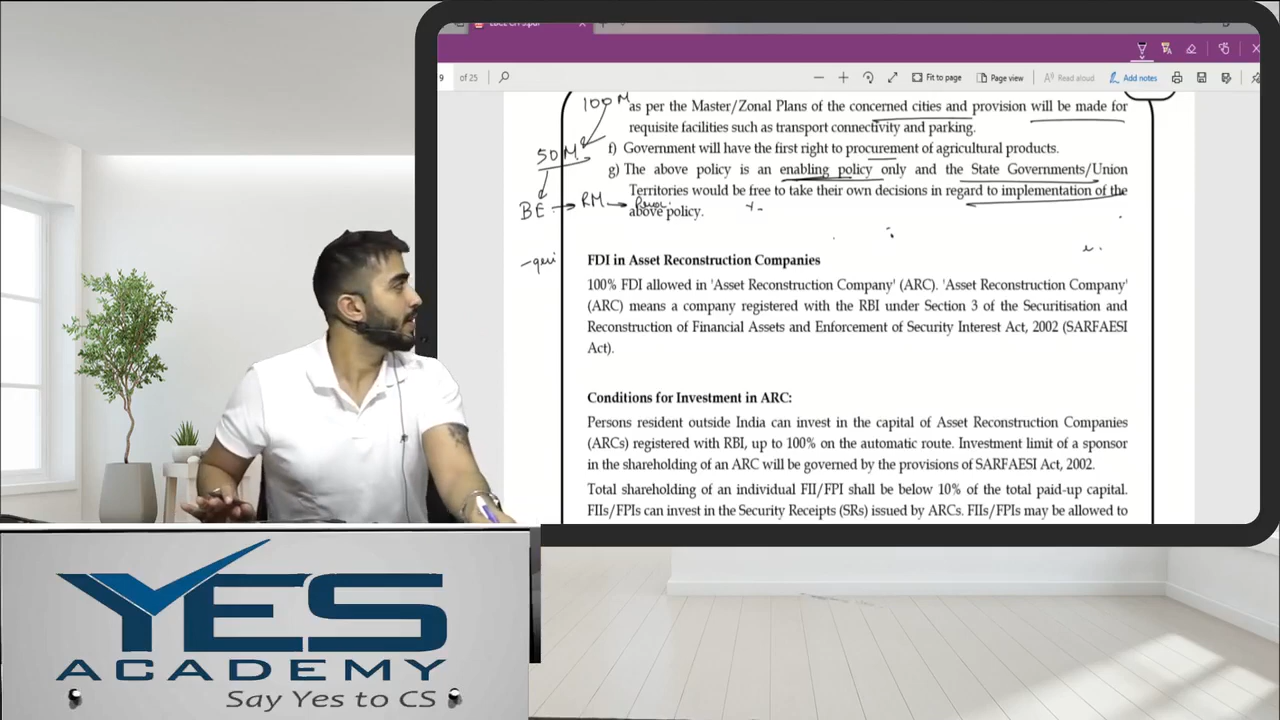 9 of 25
Fit to page
Page view
Read aloud
Add notes
100M
as per the Master/Zonal Plans of the concerned cities and provision will be made for
requisite facilities such as transport connectivity and parking.
50M
f) Government will have the first right to procurement of agricultural products.
g) The above policy is an enabling policy only and the State Governments/Union
Territories would be free to take their own decisions in regard to implementation of the
BE RM
above policy.
FDI in Asset Reconstruction Companies
100% FDI allowed in 'Asset Reconstruction Company' (ARC). 'Asset Reconstruction Company'
(ARC) means a company registered with the RBI under Section 3 of the Securitisation and
Reconstruction of Financial Assets and Enforcement of Security Interest Act, 2002 (SARFAESI
Act).
Conditions for Investment in ARC:
Persons resident outside India can invest in the capital of Asset Reconstruction Companies
(ARCs) registered with RBI, up to 100% on the automatic route. Investment limit of a sponsor
in the shareholding of an ARC will be governed by the provisions of SARFAESI Act, 2002.
Total shareholding of an individual FII/FPI shall be below 10% of the total paid-up capital.
FIIs/FPIs can invest in the Security Receipts (SRs) issued by ARCs. FIIs/FPIs may be allowed to
YES
ACADEMY
Say Yes to CS